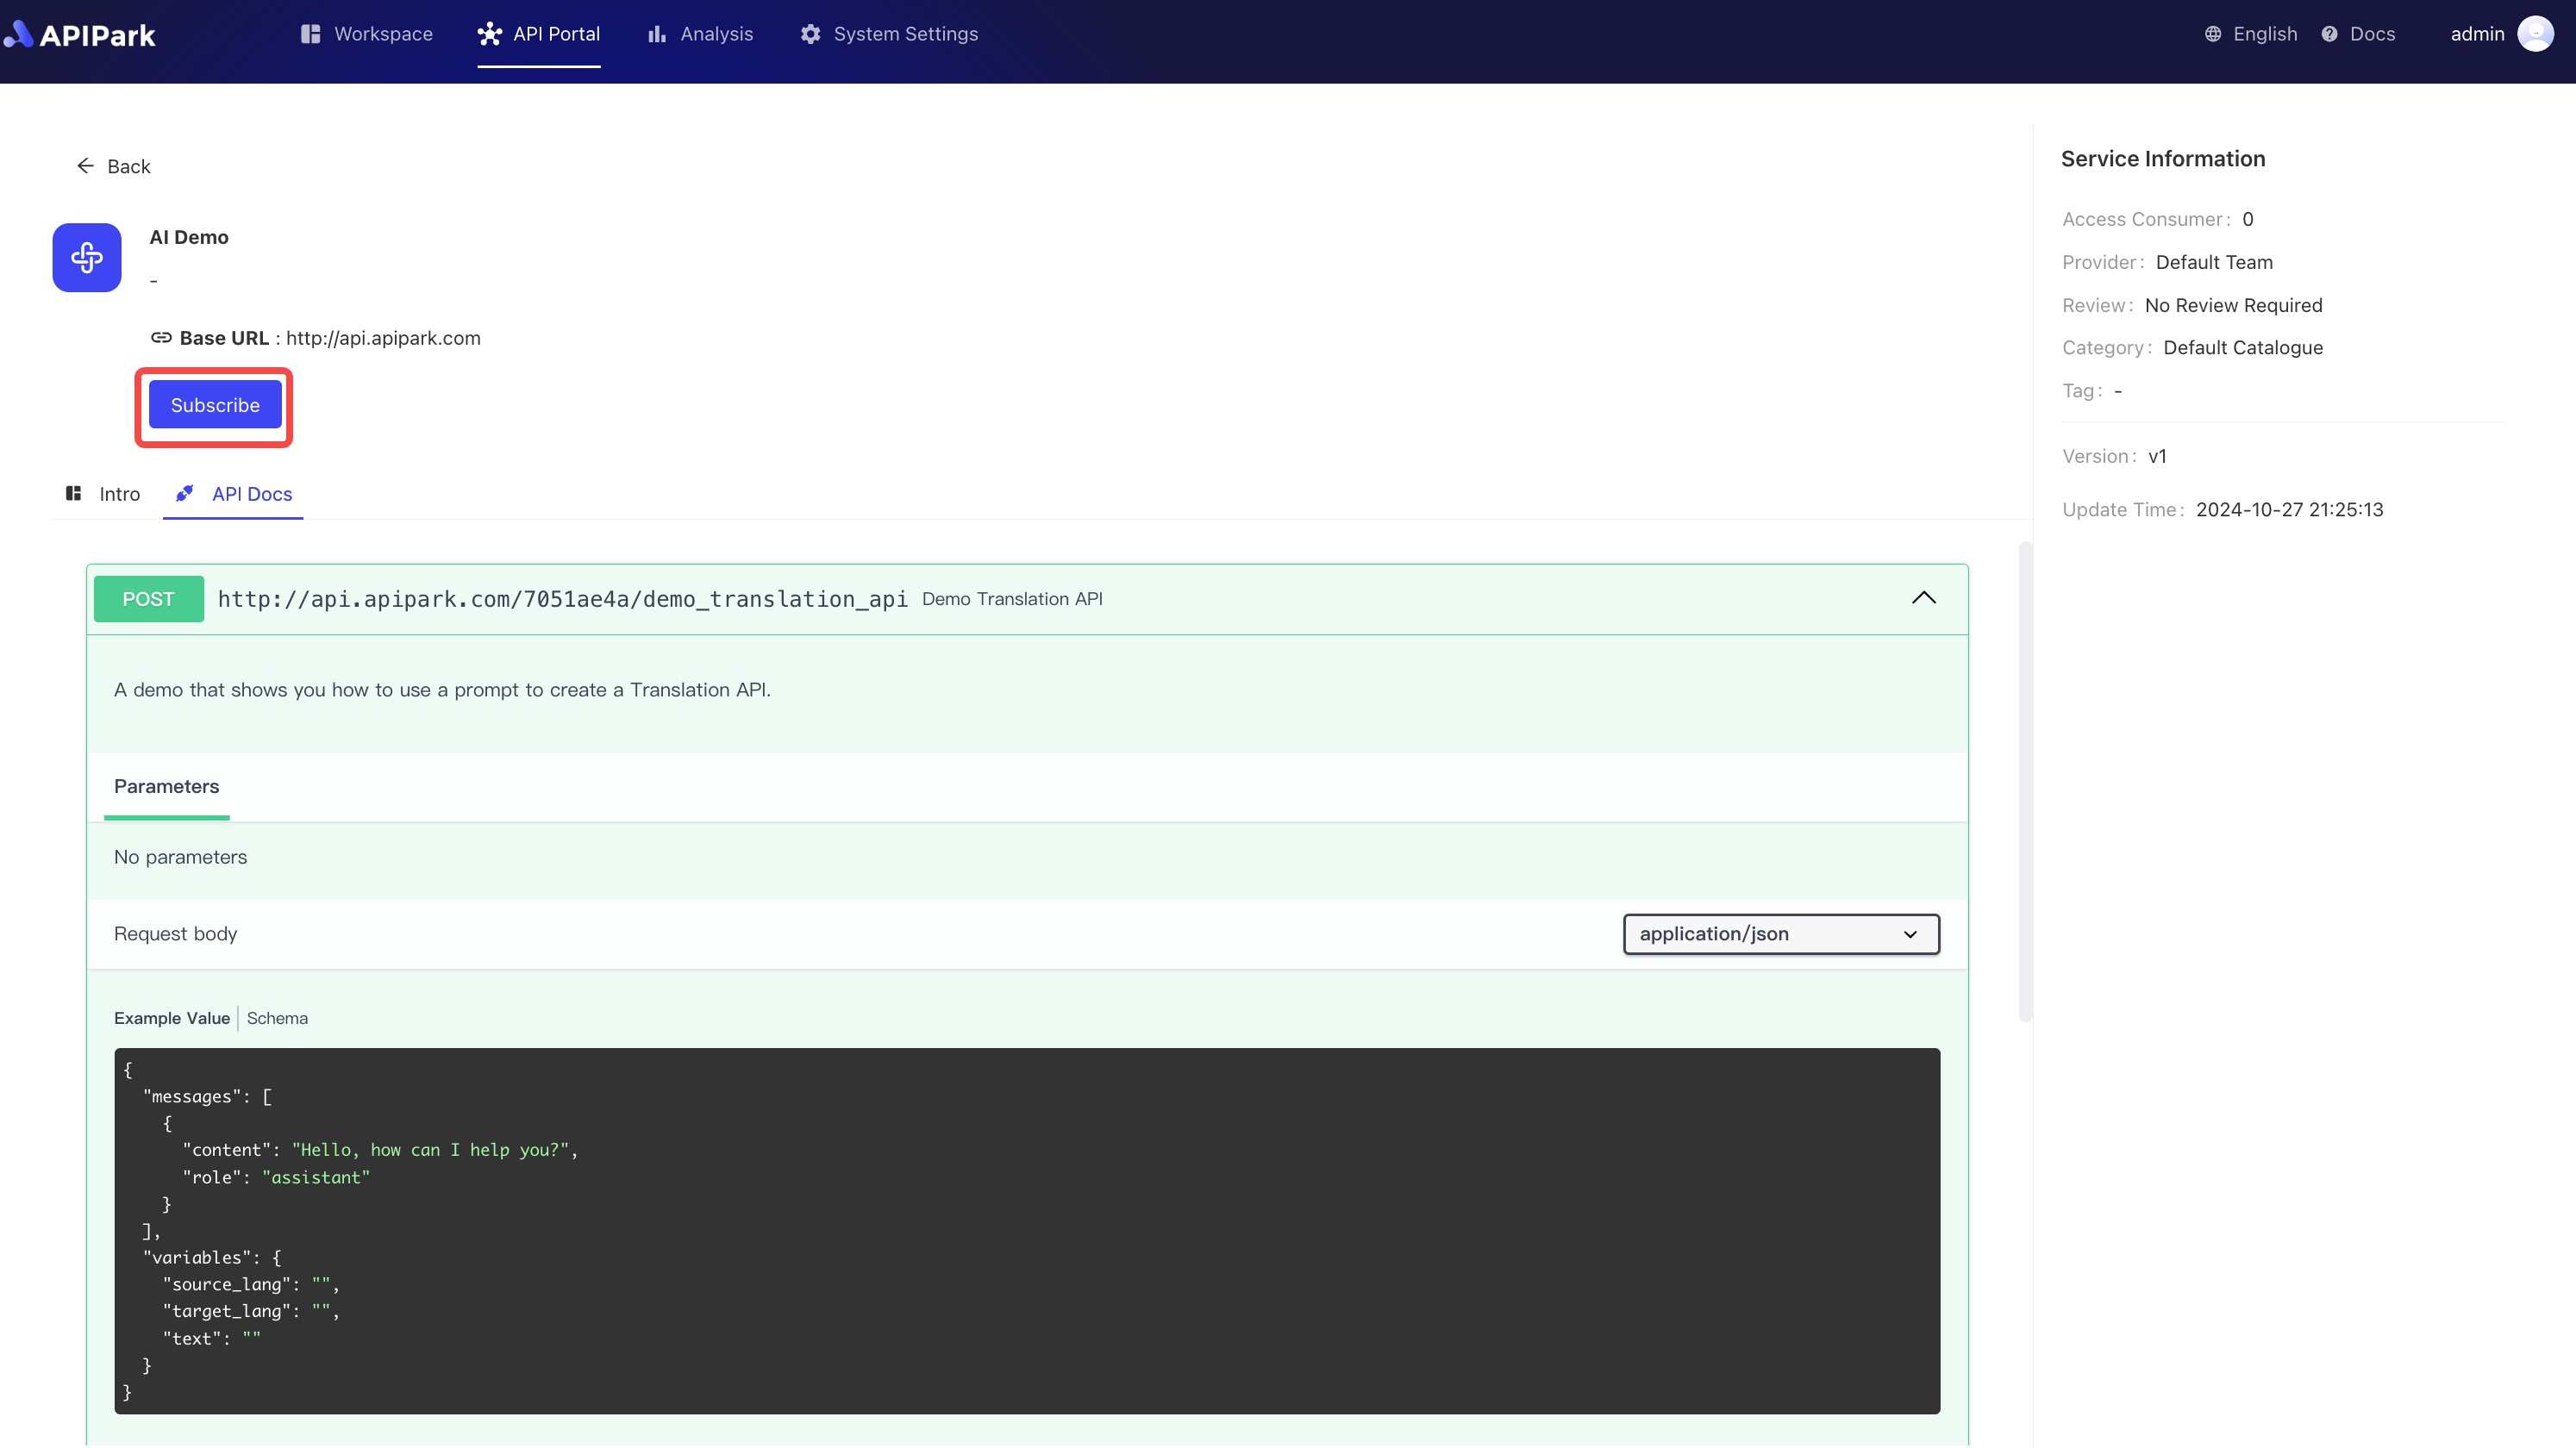 APIPark
Workspace
API Portal
Analysis
System Settings
English
Docs
admin
Back
AI Demo
-
Base URL : http://api.apipark.com
Subscribe
Intro
API Docs
POST http://api.apipark.com/7051ae4a/demo_translation_api Demo Translation API
A demo that shows you how to use a prompt to create a Translation API.
Parameters
No parameters
Request body
application/json
Example Value | Schema
{
  "messages": [
    {
      "content": "Hello, how can I help you?",
      "role": "assistant"
    }
  ],
  "variables": {
    "source_lang": "",
    "target_lang": "",
    "text": ""
  }
}
Service Information
Access Consumer: 0
Provider: Default Team
Review: No Review Required
Category: Default Catalogue
Tag: -
Version: v1
Update Time: 2024-10-27 21:25:13